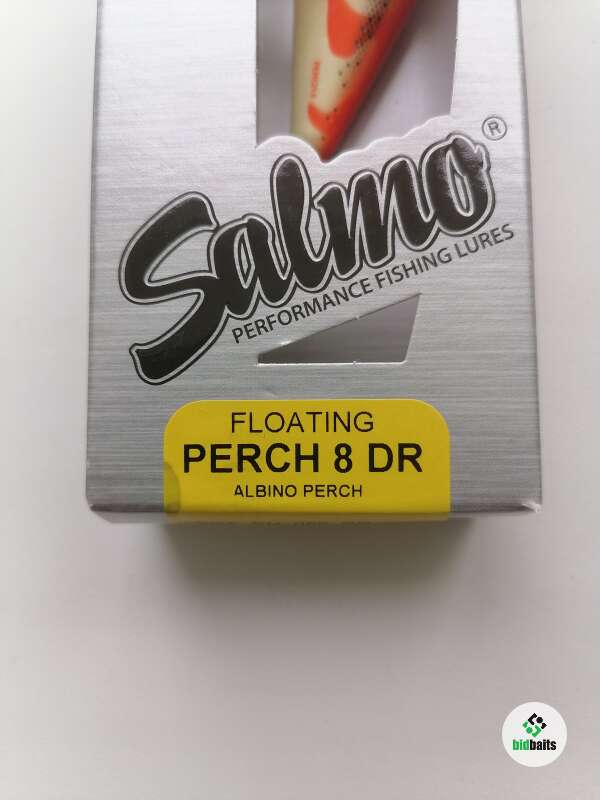 Salmo®
PERFORMANCE FISHING LURES
FLOATING
PERCH 8 DR
ALBINO PERCH
bidbaits